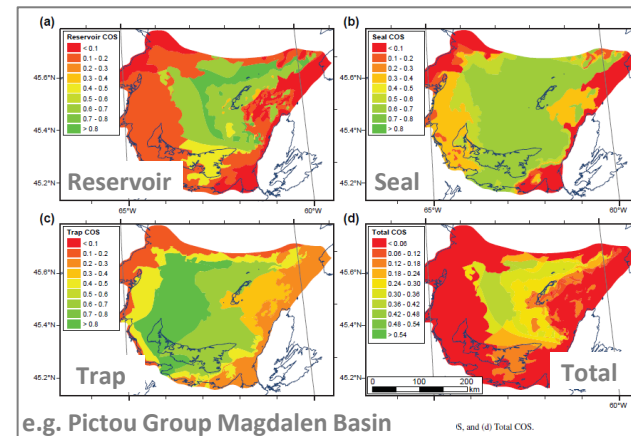 (a)
Reservoir COS
< 0.1
0.1 - 0.2
0.2 - 0.3
0.3 - 0.4
0.4 - 0.5
0.5 - 0.6
0.6 - 0.7
0.7 - 0.8
> 0.8
45.6°N
46.4°N
45.2°N
65°W
60°W
Reservoir
(b)
Seal COS
< 0.1
0.1 - 0.2
0.2 - 0.3
0.3 - 0.4
0.4 - 0.5
0.5 - 0.6
0.6 - 0.7
0.7 - 0.8
> 0.8
45.6°N
46.4°N
45.2°N
65°W
60°W
Seal
(c)
Trap COS
< 0.1
0.1 - 0.2
0.2 - 0.3
0.3 - 0.4
0.4 - 0.5
0.5 - 0.6
0.6 - 0.7
0.7 - 0.8
> 0.8
45.6°N
46.4°N
45.2°N
Trap
(d)
Total COS
< 0.06
0.06 - 0.12
0.12 - 0.18
0.18 - 0.24
0.24 - 0.30
0.30 - 0.36
0.36 - 0.42
0.42 - 0.48
0.48 - 0.54
> 0.54
45.6°N
46.4°N
45.2°N
0 100 200
km
60°W
Total
e.g. Pictou Group Magdalen Basin
S, and (d) Total COS.